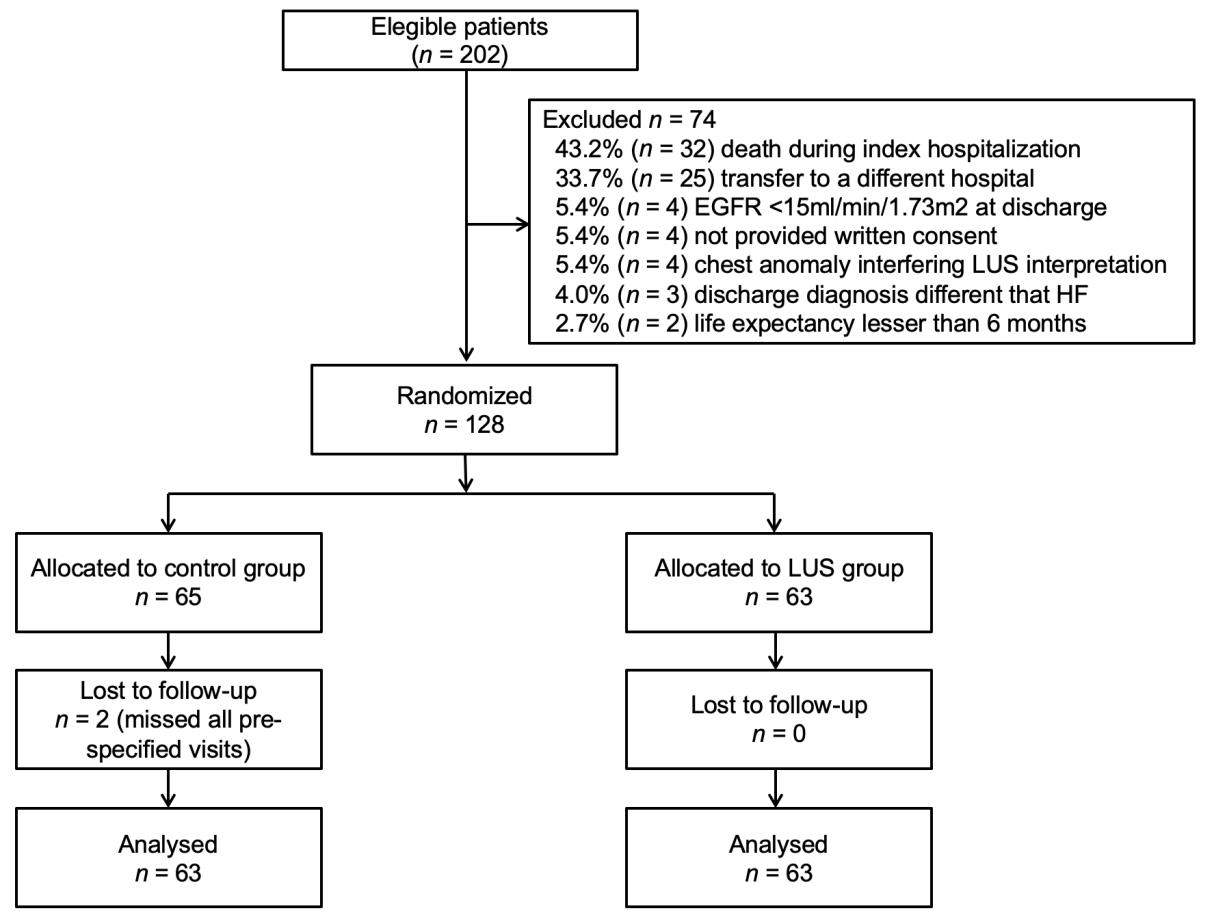 Elegible patients
(n = 202)
Excluded n = 74
43.2% (n = 32) death during index hospitalization
33.7% (n = 25) transfer to a different hospital
5.4% (n = 4) EGFR <15ml/min/1.73m2 at discharge
5.4% (n = 4) not provided written consent
5.4% (n = 4) chest anomaly interfering LUS interpretation
4.0% (n = 3) discharge diagnosis different that HF
2.7% (n = 2) life expectancy lesser than 6 months
Randomized
n = 128
Allocated to control group
n = 65
Allocated to LUS group
n = 63
Lost to follow-up
n = 2 (missed all pre-
specified visits)
Lost to follow-up
n = 0
Analysed
n = 63
Analysed
n = 63